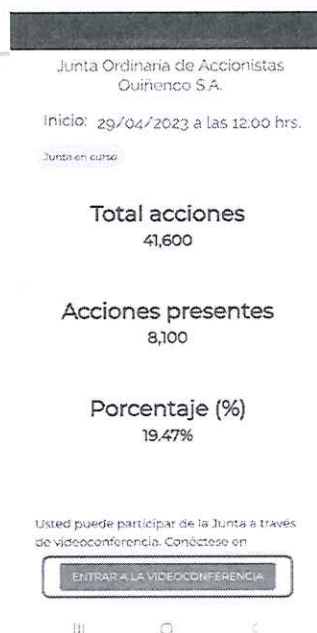 Junta Ordinaria de Accionistas
Quiñenco S.A.
Inicio: 29/04/2023 a las 12:00 hrs.
Junta en curso
Total acciones
41,600
Acciones presentes
8,100
Porcentaje (%)
19.47%
Usted puede participar de la Junta a través
de videoconferencia. Conéctese en
ENTRAR A LA VIDEOCONFERENCIA